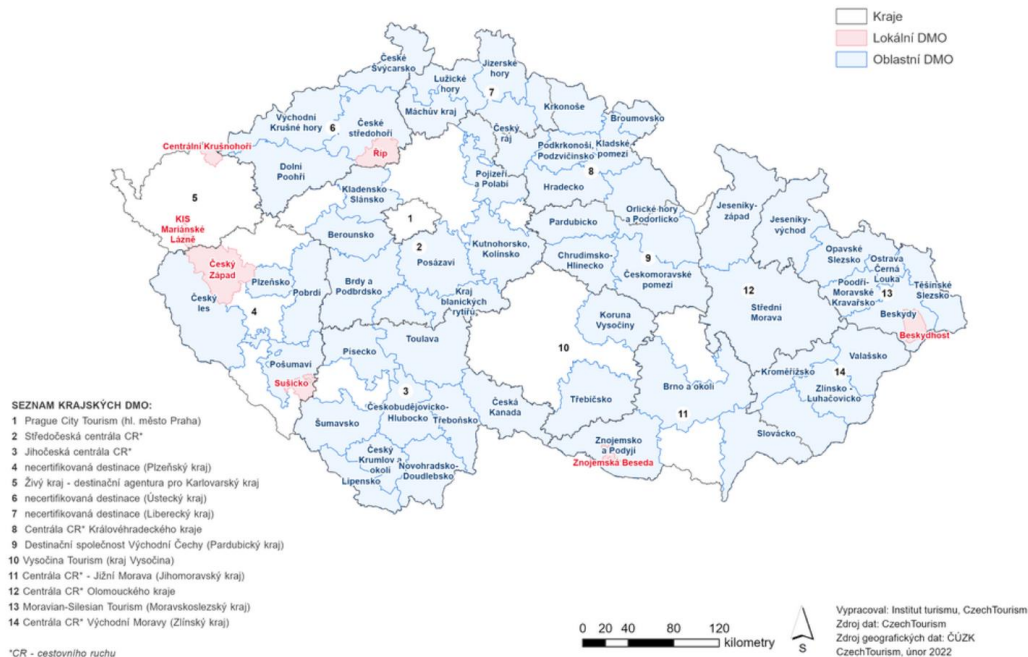 Kraje
Lokální DMO
Oblastní DMO
České
Švýcarsko
Lužické
hory
Jizerské
hory
7
Máchův kraj
Krkonoše
Broumovsko
Východní
Krušné hory
6
České
středohoří
Český
ráj
Podkrkonoší,
Podzvičinsko
Kladské
pomezí
Centrální Krušnohoří
Říp
Dolní
Poohří
Pojizeří
a Polabí
8
Hradecko
5
Kladensko -
Slánsko
1
Orlické hory
a Podorlicko
Jeseníky-
západ
Jeseníky-
východ
KIS
Mariánské
Lázně
Berounsko
2
Posázaví
Kutnohorsko,
Kolínsko
Pardubicko
Chrudimsko-
Hlinecko
9
Českomoravské
pomezí
Opavské
Slezsko
Ostrava
Černá
Louka
Český
Západ
Plzeňsko
Pobrdí
Brdy a
Podbrdsko
Kraj
blanických
rytířů
12
Střední
Morava
Poodří-
Moravské
Kravařsko
13
Těšínské
Slezsko
Beskydy
Beskydhost
Český
les
4
Koruna
Vysočiny
Pošumaví
Sušicko
Písecko
Toulava
10
Valašsko
3
Českobudějovicko-
Hlubocko
Třeboňsko
Česká
Kanada
Třebíčsko
Brno a okolí
11
Kroměřížsko
14
Zlínsko -
Luhačovicko
Šumavsko
Český
Krumlov a
okolí
Lipensko
Novohradsko-
Doudlebsko
Znojemsko
a Podyjí
Znojemská Beseda
Slovácko
SEZNAM KRAJSKÝCH DMO:
1 Prague City Tourism (hl. město Praha)
2 Středočeská centrála CR*
3 Jihočeská centrála CR*
4 necertifikovaná destinace (Plzeňský kraj)
5 Živý kraj - destinační agentura pro Karlovarský kraj
6 necertifikovaná destinace (Ústecký kraj)
7 necertifikovaná destinace (Liberecký kraj)
8 Centrála CR* Královéhradeckého kraje
9 Destinační společnost Východní Čechy (Pardubický kraj)
10 Vysočina Tourism (kraj Vysočina)
11 Centrála CR* - Jižní Morava (Jihomoravský kraj)
12 Centrála CR* Olomouckého kraje
13 Moravian-Silesian Tourism (Moravskoslezský kraj)
14 Centrála CR* Východní Moravy (Zlínský kraj)
*CR - cestovního ruchu
0 20 40 80 120
kilometry
S
Vypracoval: Institut turismu, CzechTourism
Zdroj dat: CzechTourism
Zdroj geografických dat: ČÚZK
CzechTourism, únor 2022